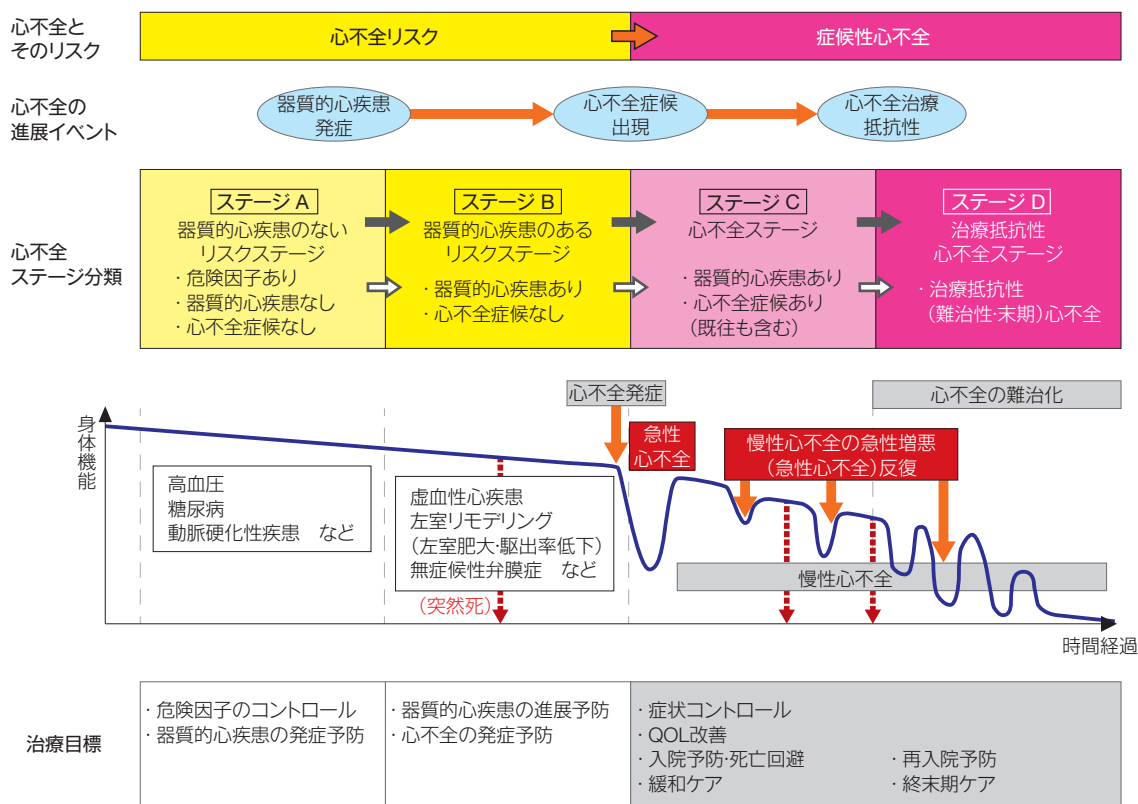 心不全と
そのリスク
心不全リスク
症候性心不全
心不全の
進展イベント
器質的心疾患
発症
心不全症候
出現
心不全治療
抵抗性
心不全
ステージ分類
ステージ A
器質的心疾患のない
リスクステージ
・危険因子あり
・器質的心疾患なし
・心不全症候なし
ステージ B
器質的心疾患のある
リスクステージ
・器質的心疾患あり
・心不全症候なし
ステージ C
心不全ステージ
・器質的心疾患あり
・心不全症候あり
(既往も含む)
ステージ D
治療抵抗性
心不全ステージ
・治療抵抗性
(難治性・末期)心不全
身体機能
心不全発症
心不全の難治化
急性
心不全
慢性心不全の急性増悪
(急性心不全)反復
高血圧
糖尿病
動脈硬化性疾患 など
虚血性心疾患
左室リモデリング
(左室肥大・駆出率低下)
無症候性弁膜症 など
(突然死)
慢性心不全
時間経過
治療目標
・危険因子のコントロール
・器質的心疾患の発症予防
・器質的心疾患の進展予防
・心不全の発症予防
・症状コントロール
・QOL改善
・入院予防・死亡回避 ・再入院予防
・緩和ケア ・終末期ケア